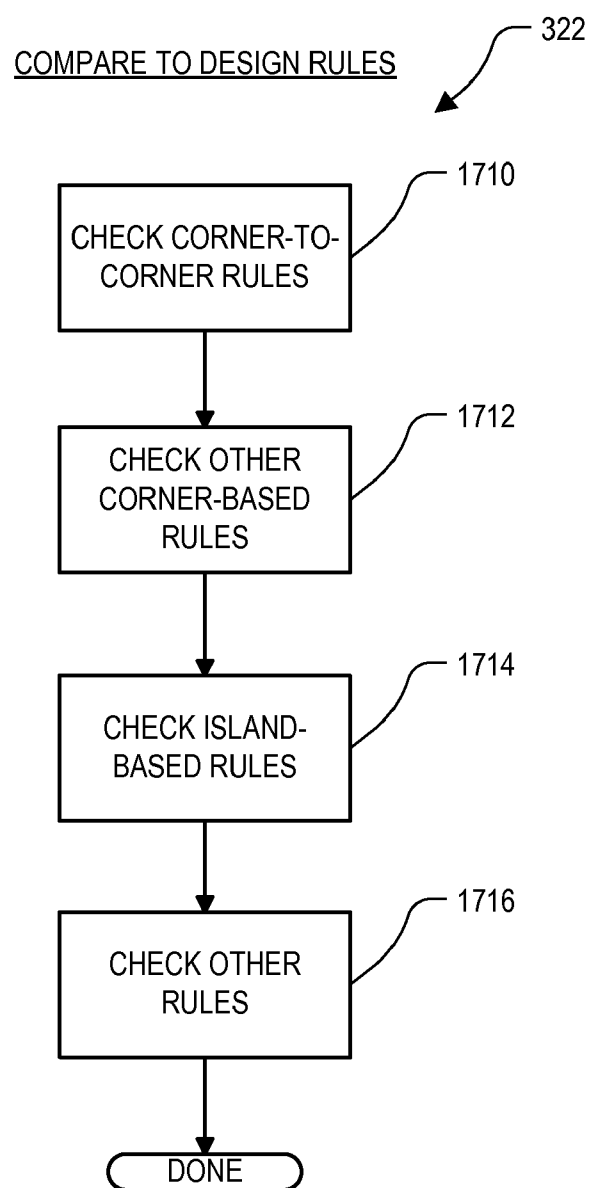 322
COMPARE TO DESIGN RULES
1710
CHECK CORNER-TO-
CORNER RULES
1712
CHECK OTHER
CORNER-BASED
RULES
1714
CHECK ISLAND-
BASED RULES
1716
CHECK OTHER
RULES
DONE